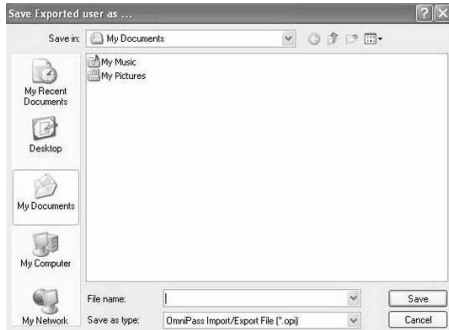 Save Exported user as ...
Save in: My Documents
My Recent
Documents
Desktop
My Documents
My Computer
My Network
My Music
My Pictures
File name:
Save
Save as type: OmniPass Import/Export File (*.opi)
Cancel